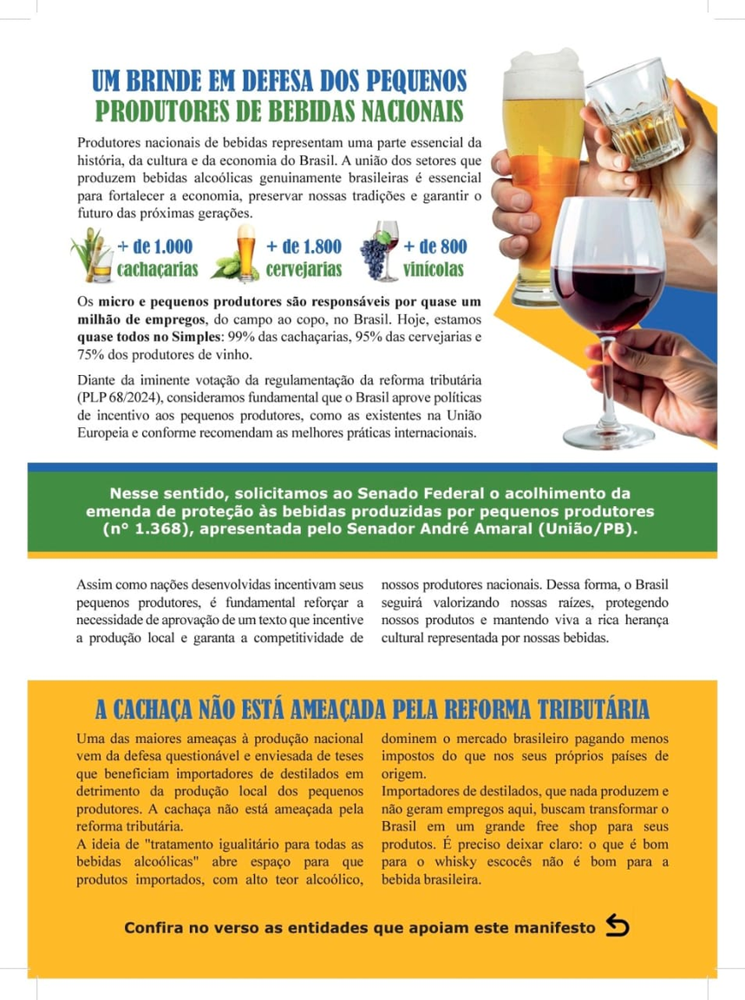 UM BRINDE EM DEFESA DOS PEQUENOS
PRODUTORES DE BEBIDAS NACIONAIS
Produtores nacionais de bebidas representam uma parte essencial da
história, da cultura e da economia do Brasil. A união dos setores que
produzem bebidas alcoólicas genuinamente brasileiras é essencial
para fortalecer a economia, preservar nossas tradições e garantir o
futuro das próximas gerações.
+ de 1.000
cachaçarias
+ de 1.800
cervejarias
+ de 800
vinícolas
Os micro e pequenos produtores são responsáveis por quase um
milhão de empregos, do campo ao copo, no Brasil. Hoje, estamos
quase todos no Simples: 99% das cachaçarias, 95% das cervejarias e
75% dos produtores de vinho.
Diante da iminente votação da regulamentação da reforma tributária
(PLP 68/2024), consideramos fundamental que o Brasil aprove políticas
de incentivo aos pequenos produtores, como as existentes na União
Europeia e conforme recomendam as melhores práticas internacionais.
Nesse sentido, solicitamos ao Senado Federal o acolhimento da
emenda de proteção às bebidas produzidas por pequenos produtores
(n° 1.368), apresentada pelo Senador André Amaral (União/PB).
Assim como nações desenvolvidas incentivam seus
pequenos produtores, é fundamental reforçar a
necessidade de aprovação de um texto que incentive
a produção local e garanta a competitividade de
nossos produtores nacionais. Dessa forma, o Brasil
seguirá valorizando nossas raízes, protegendo
nossos produtos e mantendo viva a rica herança
cultural representada por nossas bebidas.
A CACHAÇA NÃO ESTÁ AMEAÇADA PELA REFORMA TRIBUTÁRIA
Uma das maiores ameaças à produção nacional
vem da defesa questionável e enviesada de teses
que beneficiam importadores de destilados em
detrimento da produção local dos pequenos
produtores. A cachaça não está ameaçada pela
reforma tributária.
A ideia de "tratamento igualitário para todas as
bebidas alcoólicas" abre espaço para que
produtos importados, com alto teor alcoólico,
dominem o mercado brasileiro pagando menos
impostos do que nos seus próprios países de
origem.
Importadores de destilados, que nada produzem e
não geram empregos aqui, buscam transformar o
Brasil em um grande free shop para seus
produtos. É preciso deixar claro: o que é bom
para o whisky escocês não é bom para a
bebida brasileira.
Confira no verso as entidades que apoiam este manifesto